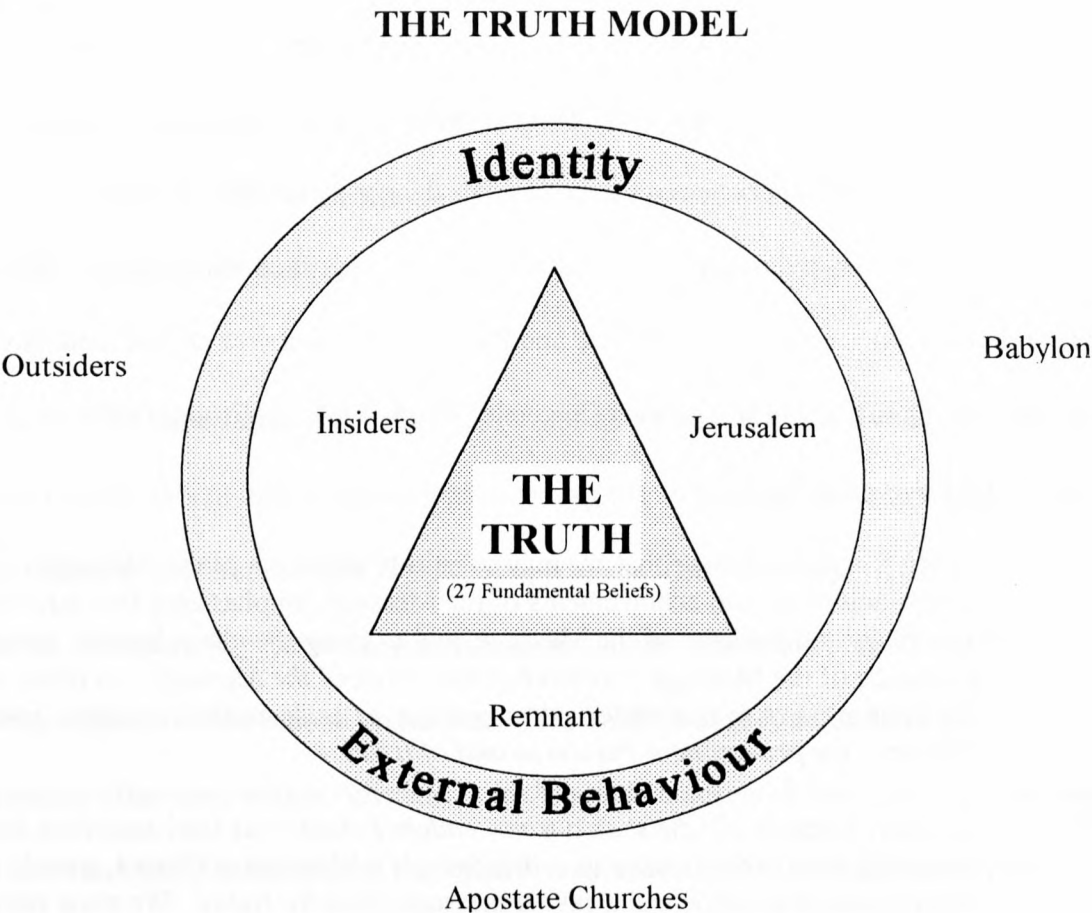 THE TRUTH MODEL
Identity
Outsiders
Babylon
Insiders
Jerusalem
THE
TRUTH
(27 Fundamental Beliefs)
Remnant
External Behaviour
Apostate Churches